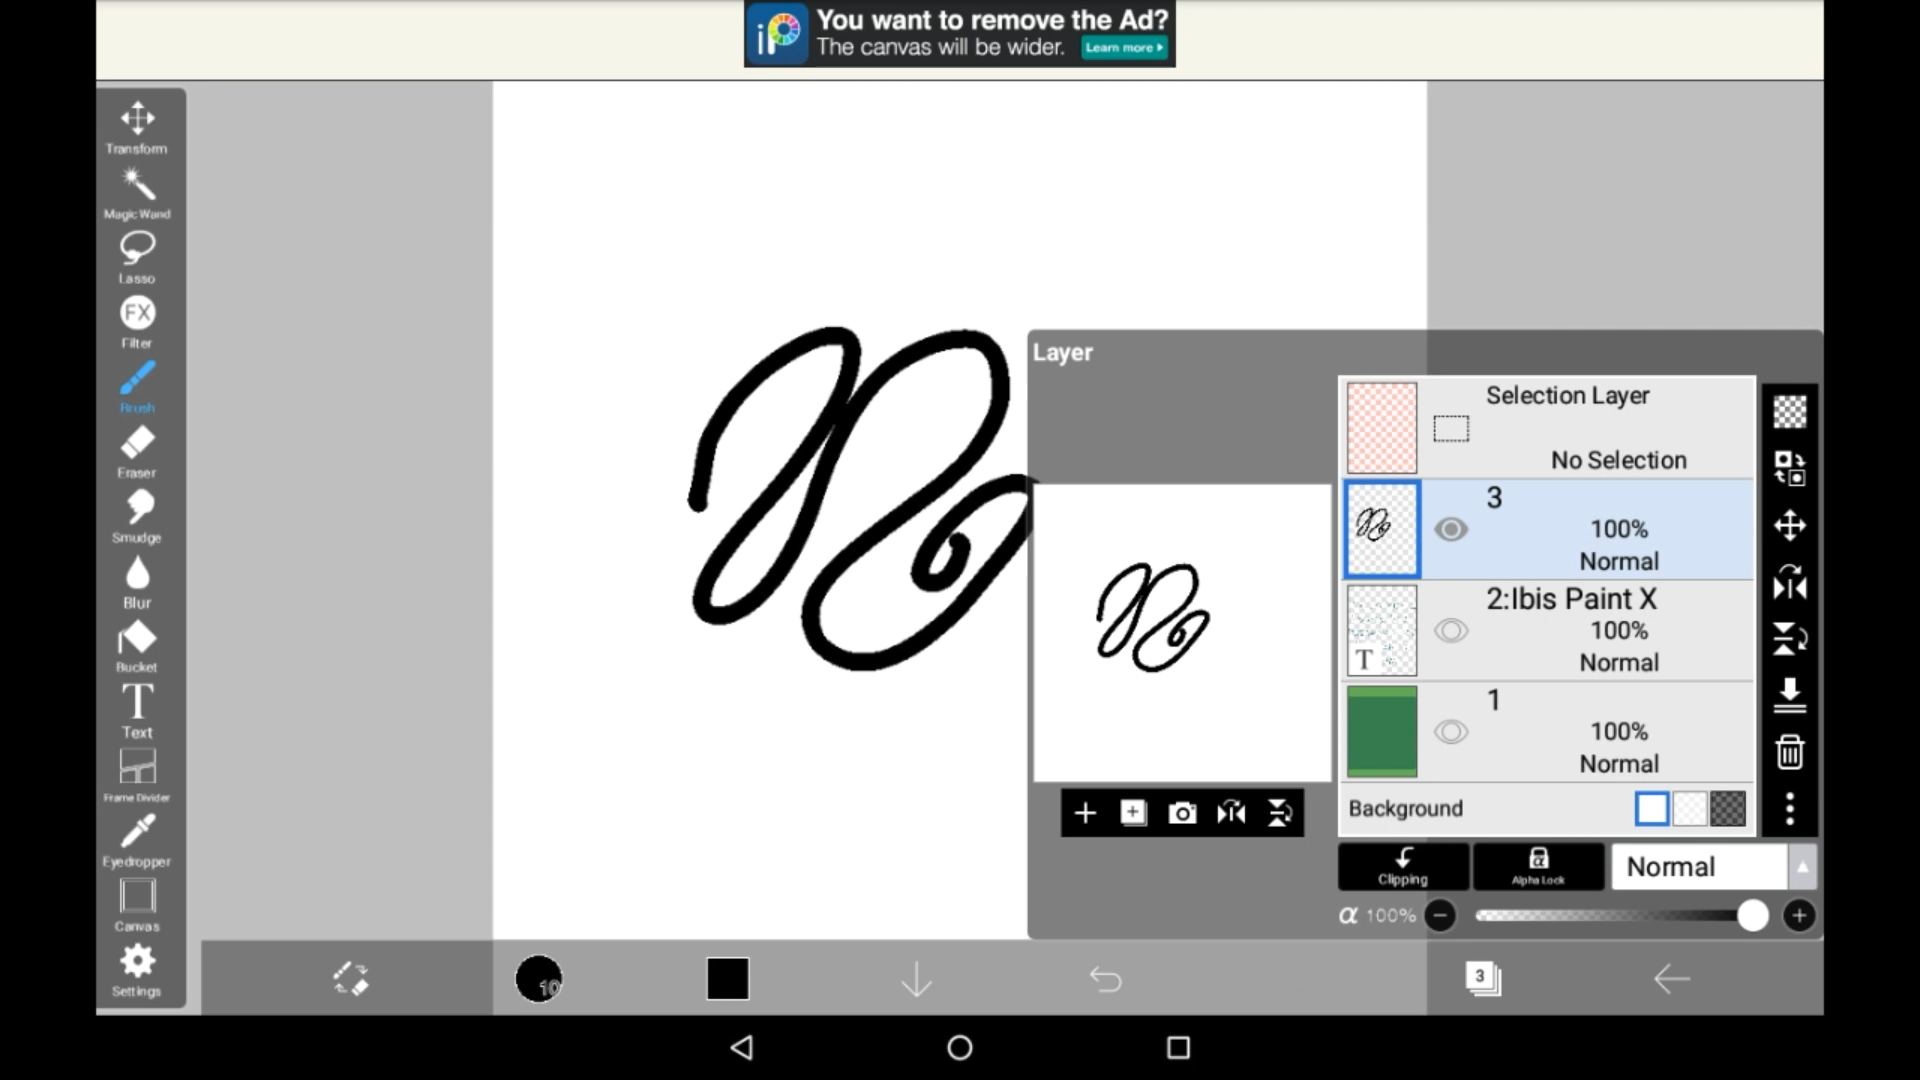 You want to remove the Ad?
The canvas will be wider. Learn more
iP
Transform
Magic Wand
Lasso
FX
Filter
Brush
Eraser
Smudge
Blur
Bucket
T
Text
Frame Divider
Eyedropper
Canvas
Settings
Layer
Selection Layer
No Selection
3
100%
Normal
2:Ibis Paint X
100%
Normal
T
1
100%
Normal
Background
Clipping
α
Alpha Lock
Normal
α 100%
10
3